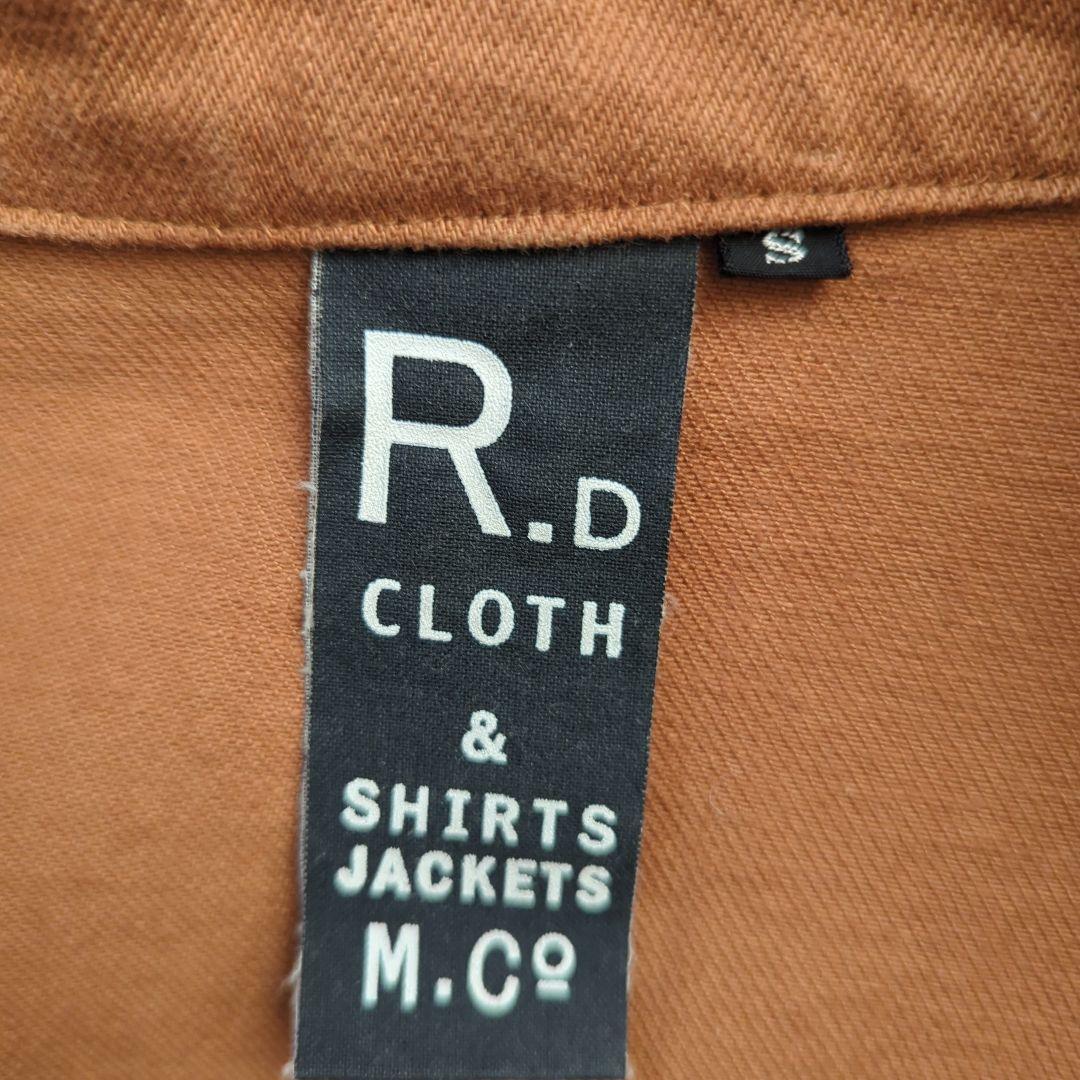 S
R.D
CLOTH
&
SHIRTS
JACKETS
M.Cº